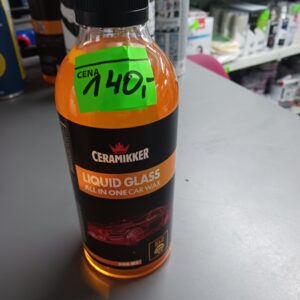 CENA
140,-
CERAMIKKER
LIQUID GLASS
ALL IN ONE CAR WAX